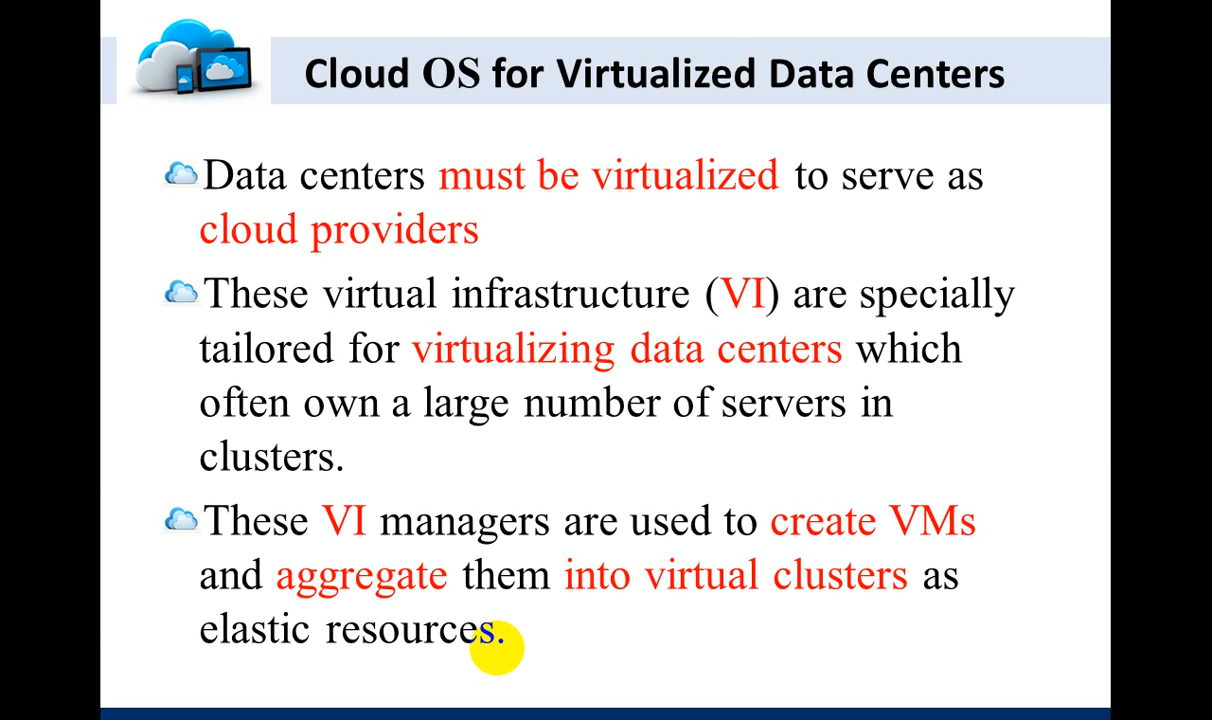 Cloud OS for Virtualized Data Centers
Data centers must be virtualized to serve as
cloud providers
These virtual infrastructure (VI) are specially
tailored for virtualizing data centers which
often own a large number of servers in
clusters.
These VI managers are used to create VMs
and aggregate them into virtual clusters as
elastic resources.